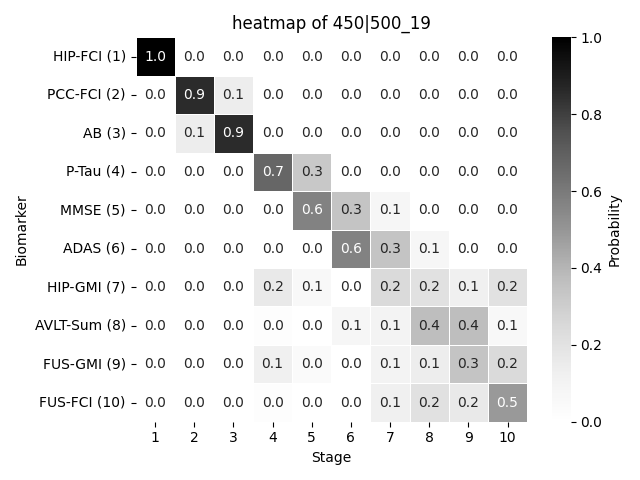 heatmap of 450|500_19
HIP-FCI (1) 1.0 0.0 0.0 0.0 0.0 0.0 0.0 0.0 0.0 0.0
PCC-FCI (2) 0.0 0.9 0.1 0.0 0.0 0.0 0.0 0.0 0.0 0.0
AB (3) 0.0 0.1 0.9 0.0 0.0 0.0 0.0 0.0 0.0 0.0
P-Tau (4) 0.0 0.0 0.0 0.7 0.3 0.0 0.0 0.0 0.0 0.0
MMSE (5) 0.0 0.0 0.0 0.0 0.6 0.3 0.1 0.0 0.0 0.0
ADAS (6) 0.0 0.0 0.0 0.0 0.0 0.6 0.3 0.1 0.0 0.0
HIP-GMI (7) 0.0 0.0 0.0 0.2 0.1 0.0 0.2 0.2 0.1 0.2
AVLT-Sum (8) 0.0 0.0 0.0 0.0 0.0 0.1 0.1 0.4 0.4 0.1
FUS-GMI (9) 0.0 0.0 0.0 0.1 0.0 0.0 0.1 0.1 0.3 0.2
FUS-FCI (10) 0.0 0.0 0.0 0.0 0.0 0.0 0.1 0.2 0.2 0.5
1 2 3 4 5 6 7 8 9 10
Stage
Biomarker
1.0
0.8
0.6
0.4
0.2
0.0
Probability